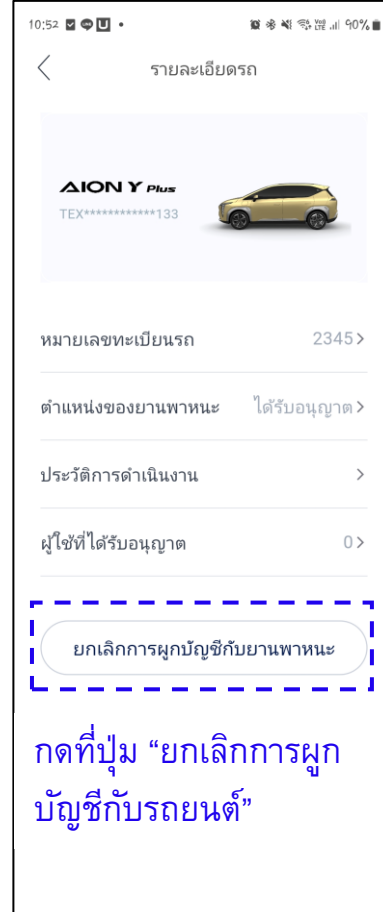 10:52
90%
รายละเอียดรถ
AION Y Plus
TEX************133
หมายเลขทะเบียนรถ 2345 >
ตำแหน่งของยานพาหนะ ได้รับอนุญาต >
ประวัติการดำเนินงาน >
ผู้ใช้ที่ได้รับอนุญาต 0 >
ยกเลิกการผูกบัญชีกับยานพาหนะ
กดที่ปุ่ม “ยกเลิกการผูก
บัญชีกับรถยนต์”